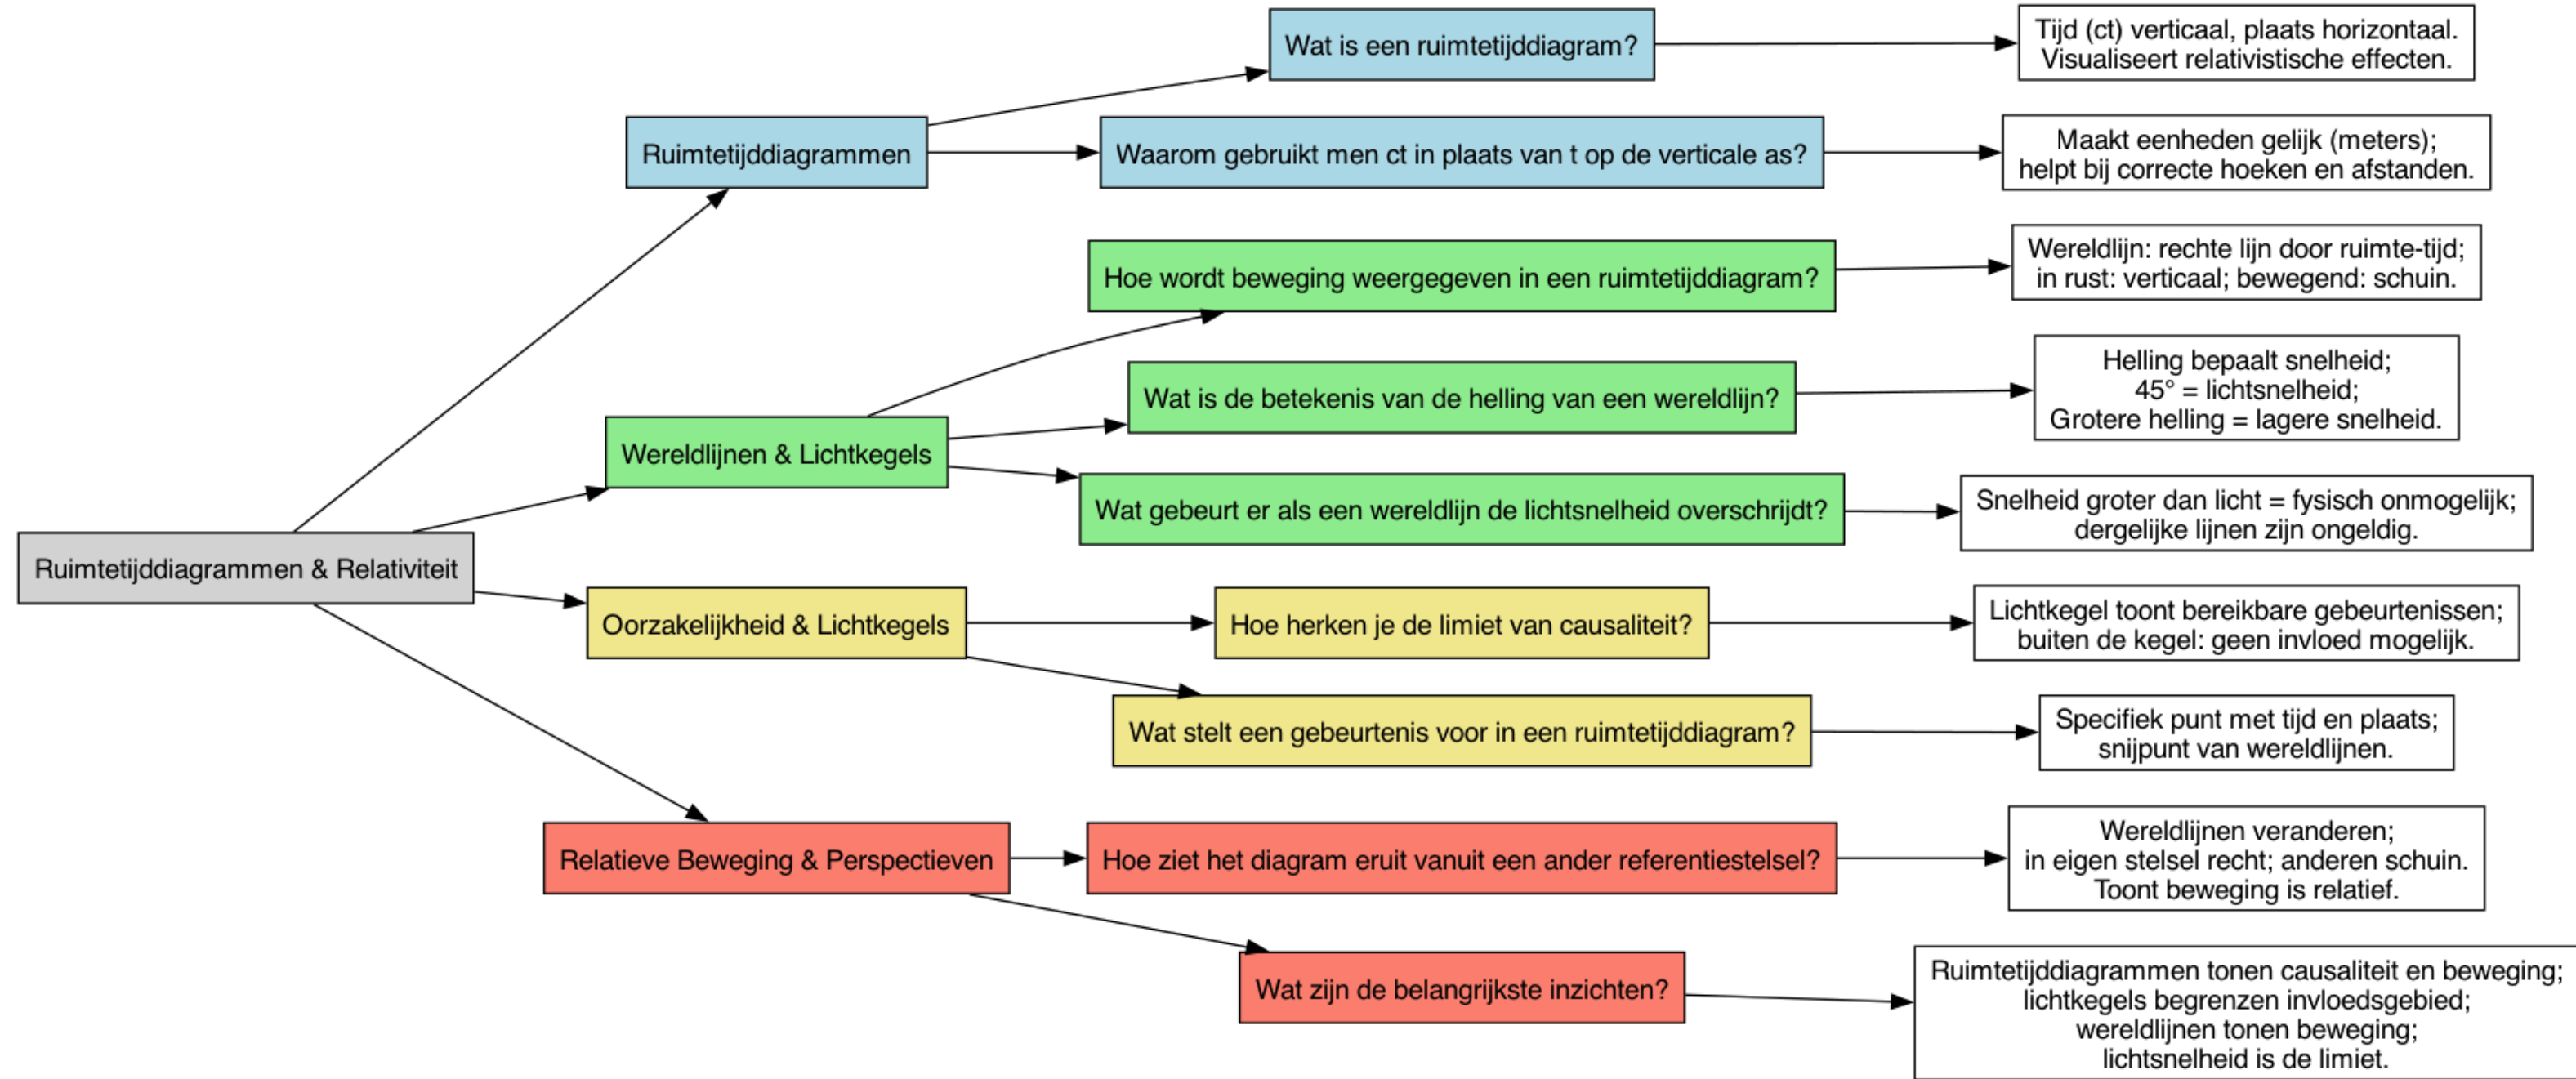 Ruimtetijddiagrammen & Relativiteit
Ruimtetijddiagrammen
Wat is een ruimtetijddiagram?
Tijd (ct) verticaal, plaats horizontaal.
Visualiseert relativistische effecten.
Waarom gebruikt men ct in plaats van t op de verticale as?
Maakt eenheden gelijk (meters);
helpt bij correcte hoeken en afstanden.
Wereldlijnen & Lichtkegels
Hoe wordt beweging weergegeven in een ruimtetijddiagram?
Wereldlijn: rechte lijn door ruimte-tijd;
in rust: verticaal; bewegend: schuin.
Wat is de betekenis van de helling van een wereldlijn?
Helling bepaalt snelheid;
45° = lichtsnelheid;
Grotere helling = lagere snelheid.
Wat gebeurt er als een wereldlijn de lichtsnelheid overschrijdt?
Snelheid groter dan licht = fysisch onmogelijk;
dergelijke lijnen zijn ongeldig.
Oorzakelijkheid & Lichtkegels
Hoe herken je de limiet van causaliteit?
Lichtkegel toont bereikbare gebeurtenissen;
buiten de kegel: geen invloed mogelijk.
Wat stelt een gebeurtenis voor in een ruimtetijddiagram?
Specifiek punt met tijd en plaats;
snijpunt van wereldlijnen.
Relatieve Beweging & Perspectieven
Hoe ziet het diagram eruit vanuit een ander referentiestelsel?
Wereldlijnen veranderen;
in eigen stelsel recht; anderen schuin.
Toont beweging is relatief.
Wat zijn de belangrijkste inzichten?
Ruimtetijddiagrammen tonen causaliteit en beweging;
lichtkegels begrenzen invloedsgebied;
wereldlijnen tonen beweging;
lichtsnelheid is de limiet.